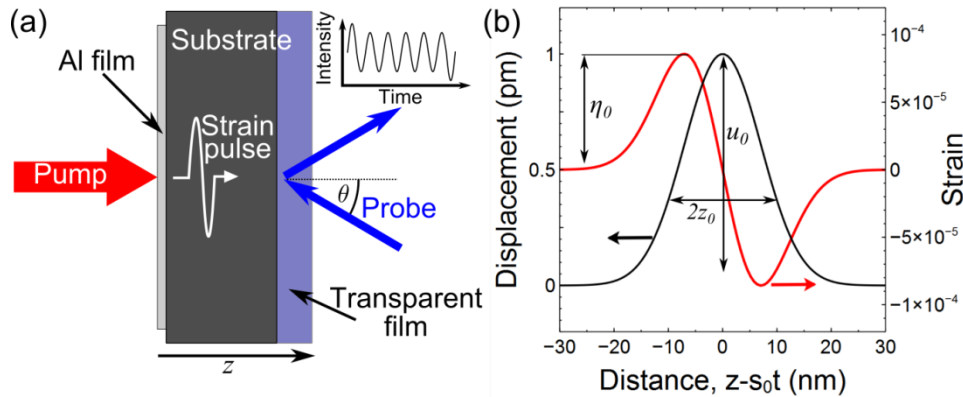 (a)
Substrate
Al film
Strain
pulse
Pump
Intensity
Time
θ
Probe
Transparent
film
z
(b)
Displacement (pm)
1
0.5
0
η₀
u₀
2z₀
10⁻⁴
5×10⁻⁵
0
−5×10⁻⁵
−1×10⁻⁴
Strain
−30 −20 −10 0 10 20 30
Distance, z-s₀t (nm)